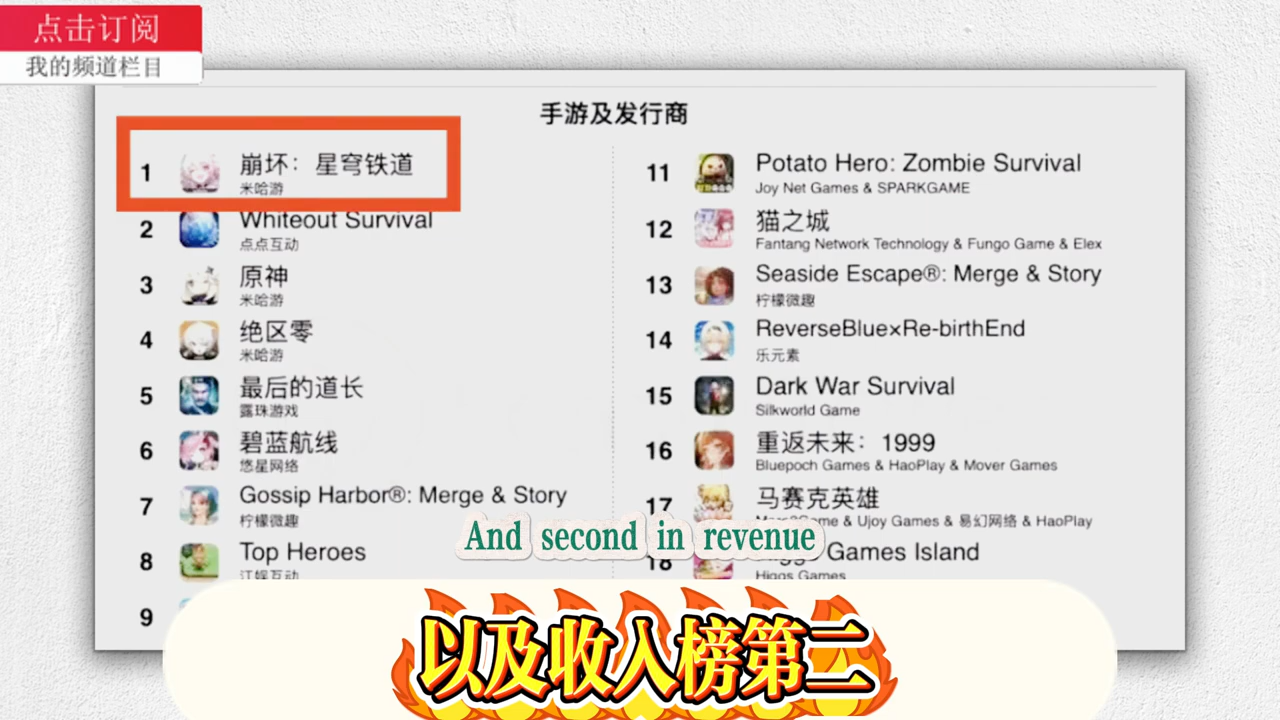 点击订阅
我的频道栏目
手游及发行商
1
崩坏：星穹铁道
米哈游
2
Whiteout Survival
点点互动
3
原神
米哈游
4
绝区零
米哈游
5
最后的道长
露珠游戏
6
碧蓝航线
悠星网络
7
Gossip Harbor®: Merge & Story
柠檬微趣
8
Top Heroes
江娱互动
9
11
Potato Hero: Zombie Survival
Joy Net Games & SPARKGAME
12
猫之城
Fantang Network Technology & Fungo Game & Elex
13
Seaside Escape®: Merge & Story
柠檬微趣
14
ReverseBlue×Re-birthEnd
乐元素
15
Dark War Survival
Silkworld Game
16
重返未来：1999
Bluepoch Games & HaoPlay & Mover Games
17
马赛克英雄
& Ujoy Games & 易幻网络 & HaoPlay
18
Games Island
Higgs Games
And second in revenue
以及收入榜第二